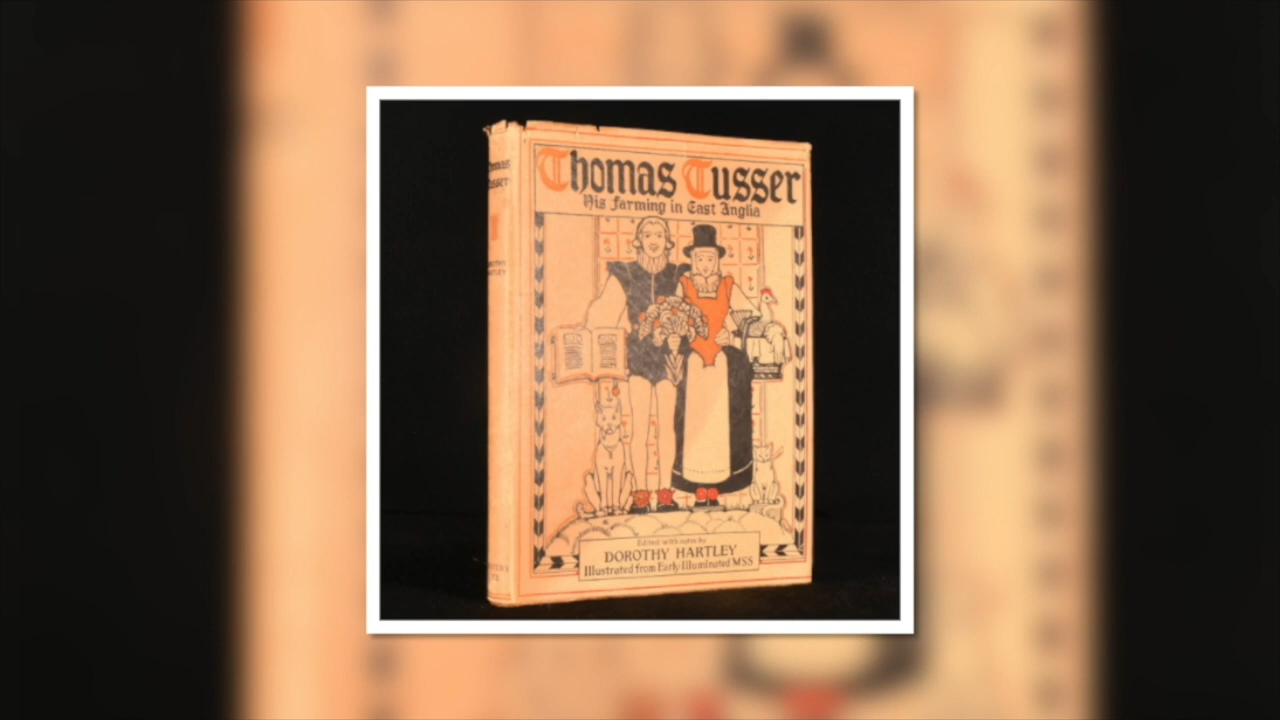 Thomas Tusser
His Farming in East Anglia
Edited with notes by
DOROTHY HARTLEY
Illustrated from Early Illuminated MSS